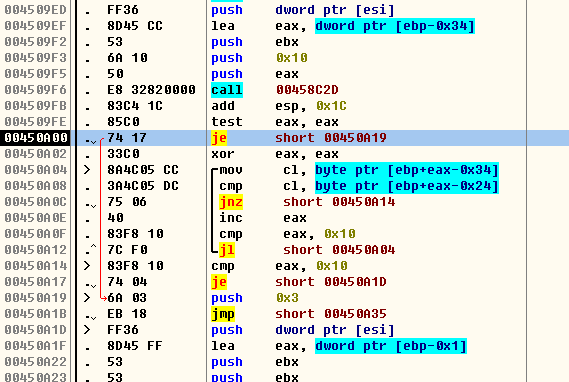 004509ED . FF36 push dword ptr [esi]
004509EF . 8D45 CC lea eax, dword ptr [ebp-0x34]
004509F2 . 53 push ebx
004509F3 . 6A 10 push 0x10
004509F5 . 50 push eax
004509F6 . E8 32820000 call 00458C2D
004509FB . 83C4 1C add esp, 0x1C
004509FE . 85C0 test eax, eax
00450A00 . 74 17 je short 00450A19
00450A02 . 33C0 xor eax, eax
00450A04 > 8A4C05 CC mov cl, byte ptr [ebp+eax-0x34]
00450A08 . 3A4C05 DC cmp cl, byte ptr [ebp+eax-0x24]
00450A0C . 75 06 jnz short 00450A14
00450A0E . 40 inc eax
00450A0F . 83F8 10 cmp eax, 0x10
00450A12 .^ 7C F0 jl short 00450A04
00450A14 > 83F8 10 cmp eax, 0x10
00450A17 . 74 04 je short 00450A1D
00450A19 > 6A 03 push 0x3
00450A1B . EB 18 jmp short 00450A35
00450A1D > FF36 push dword ptr [esi]
00450A1F . 8D45 FF lea eax, dword ptr [ebp-0x1]
00450A22 . 53 push ebx
00450A23 . 53 push ebx